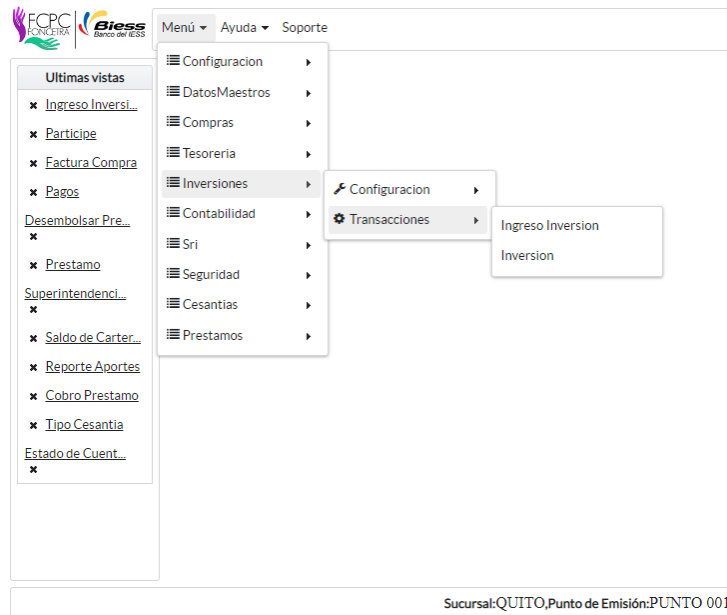 FCPC
FONCETRA
Biess
Banco del IESS
Menú Ayuda Soporte
Ultimas vistas
Ingreso Inversi...
Participe
Factura Compra
Pagos
Desembolsar Pre...
Prestamo
Superintendenci...
Saldo de Carter...
Reporte Aportes
Cobro Prestamo
Tipo Cesantia
Estado de Cuent...
Configuracion
DatosMaestros
Compras
Tesoreria
Inversiones
Contabilidad
Sri
Seguridad
Cesantias
Prestamos
Configuracion
Transacciones
Ingreso Inversion
Inversion
Sucursal:QUITO,Punto de Emisión:PUNTO 001